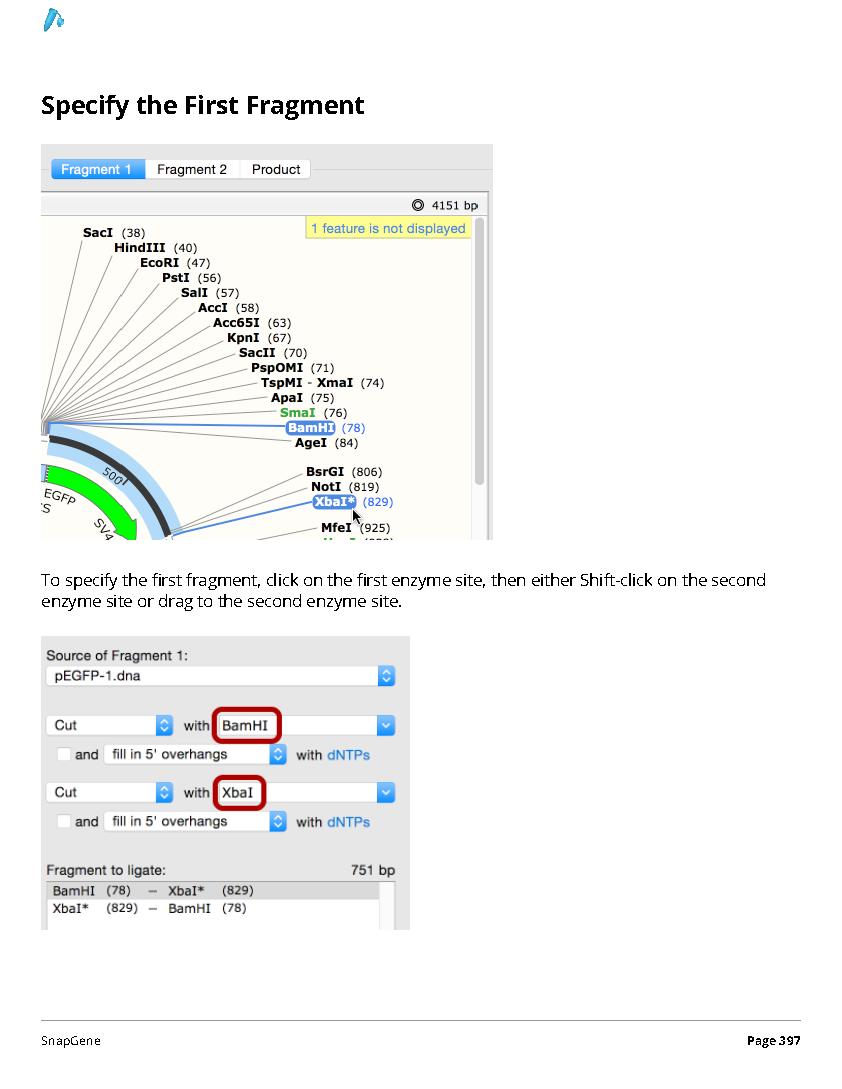 Specify the First Fragment
Fragment 1 Fragment 2 Product
4151 bp
1 feature is not displayed
SacI (38)
HindIII (40)
EcoRI (47)
PstI (56)
SalI (57)
AccI (58)
Acc65I (63)
KpnI (67)
SacII (70)
PspOMI (71)
TspMI - XmaI (74)
ApaI (75)
SmaI (76)
BamHI (78)
AgeI (84)
BsrGI (806)
NotI (819)
XbaI* (829)
MfeI (925)
500
EGFP
SV4
To specify the first fragment, click on the first enzyme site, then either Shift-click on the second
enzyme site or drag to the second enzyme site.
Source of Fragment 1:
pEGFP-1.dna
Cut with BamHI
and fill in 5' overhangs with dNTPs
Cut with XbaI
and fill in 5' overhangs with dNTPs
Fragment to ligate: 751 bp
BamHI (78) – XbaI* (829)
XbaI* (829) – BamHI (78)
SnapGene Page 397